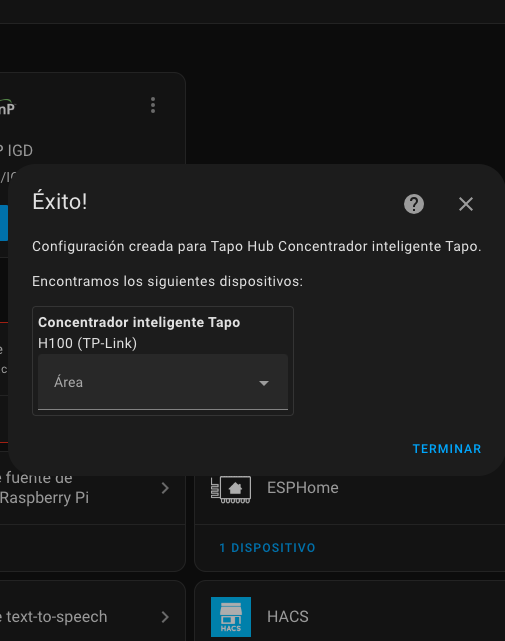 nP
P IGD
/IG
Éxito!
Configuración creada para Tapo Hub Concentrador inteligente Tapo.
Encontramos los siguientes dispositivos:
Concentrador inteligente Tapo
H100 (TP-Link)
Área
TERMINAR
e fuente de
Raspberry Pi
ESPHome
1 DISPOSITIVO
e text-to-speech
HACS
HACS